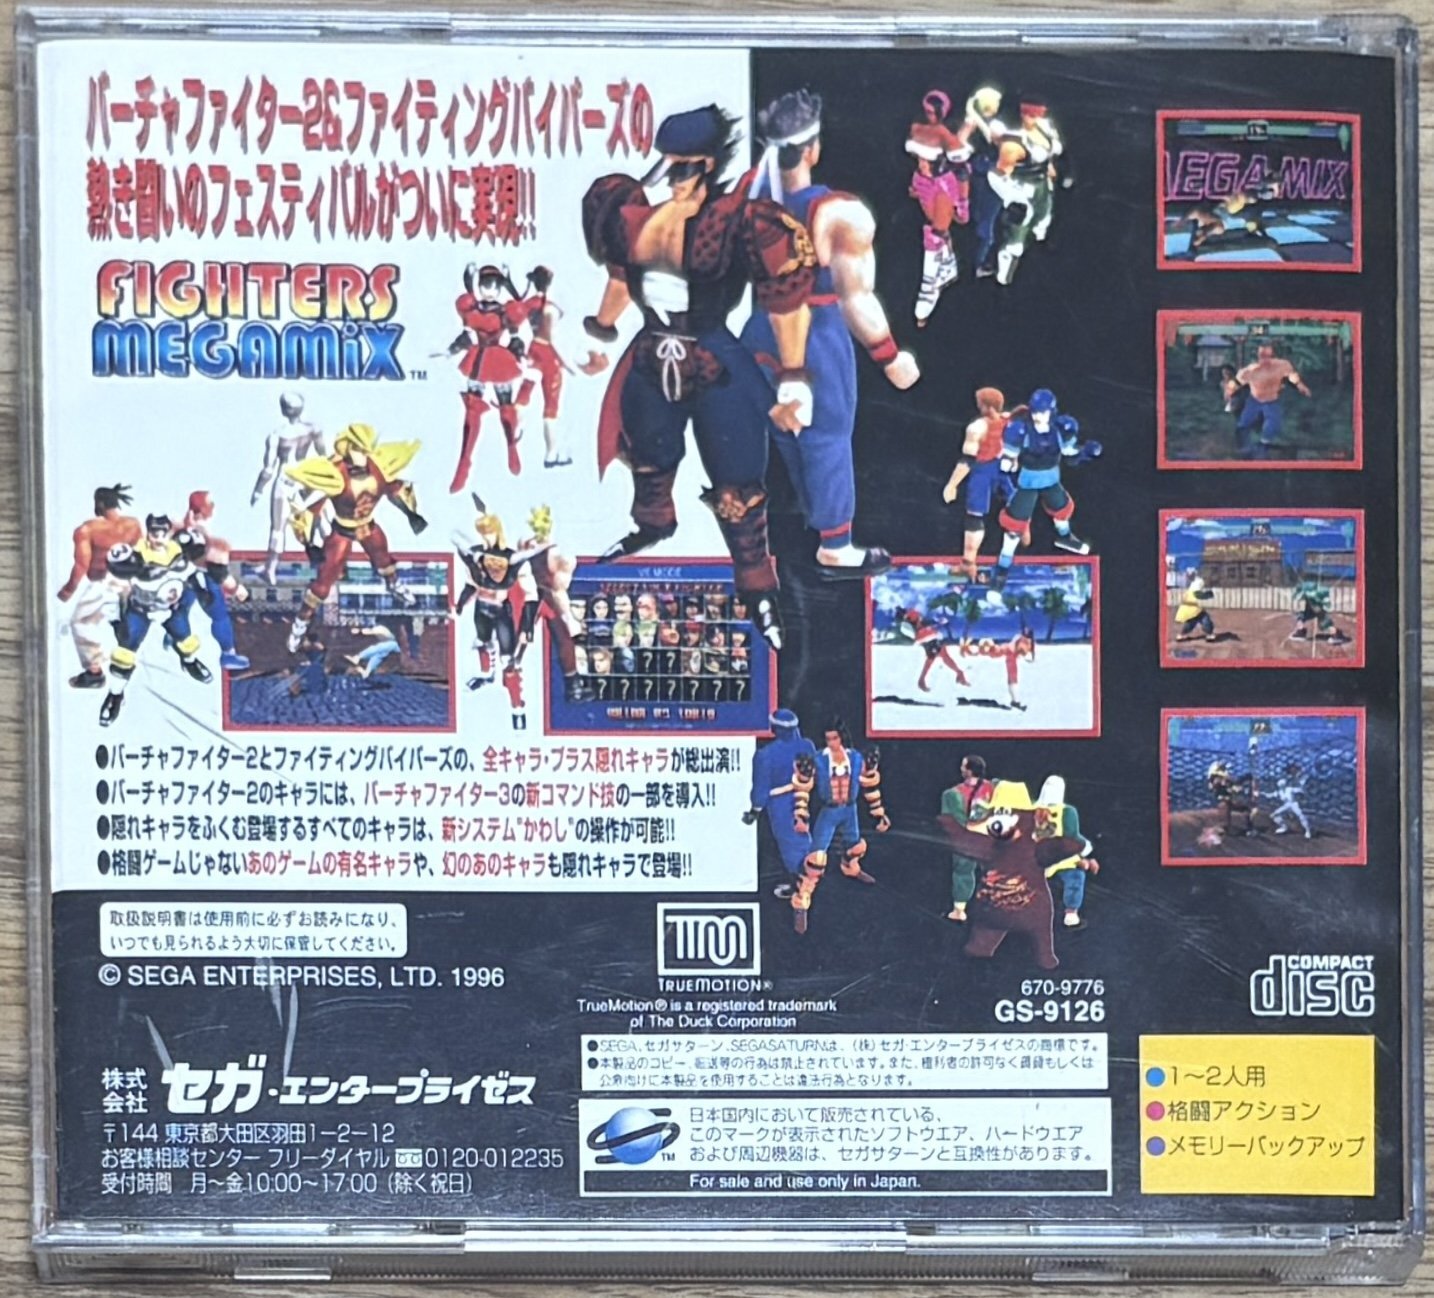 バーチャファイター2&ファイティングバイパーズの
熱き闘いのフェスティバルがついに実現!!
FIGHTERS
MEGAMiX™
MEGA MIX
VS MODE
K.O
●バーチャファイター2とファイティングバイパーズの、全キャラ・プラス隠れキャラが総出演!!
●バーチャファイター2のキャラには、バーチャファイター3の新コマンド技の一部を導入!!
●隠れキャラをふくむ登場するすべてのキャラは、新システム"かわし"の操作が可能!!
●格闘ゲームじゃないあのゲームの有名キャラや、幻のあのキャラも隠れキャラで登場!!
取扱説明書は使用前に必ずお読みになり、
いつでも見られるよう大切に保管してください。
© SEGA ENTERPRISES, LTD. 1996
TM
TRUEMOTION®
TrueMotion® is a registered trademark
of The Duck Corporation
670-9776
GS-9126
COMPACT
disc
株式会社 セガ・エンタープライゼス
〒144 東京都大田区羽田1-2-12
お客様相談センター フリーダイヤル 0120-012235
受付時間 月〜金10:00〜17:00（除く祝日）
●SEGA、セガサターン、SEGASATURNは、（株）セガ・エンタープライゼスの商標です。
●本製品のコピー、転送等の行為は禁止されています。また、権利者の許可なく賃貸もしくは
公衆向けに本製品を使用することは違法行為となります。
TM
日本国内において販売されている、
このマークが表示されたソフトウエア、ハードウエア
および周辺機器は、セガサターンと互換性があります。
For sale and use only in Japan.
●1〜2人用
●格闘アクション
●メモリーバックアップ